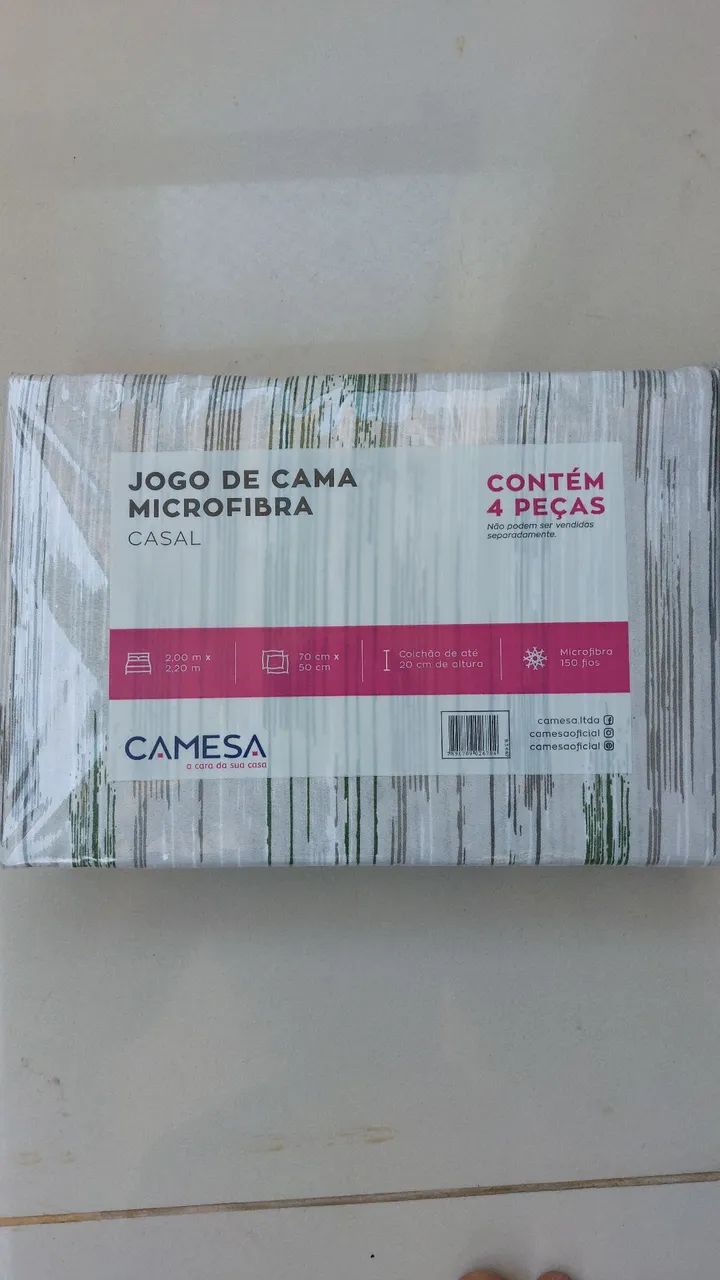 JOGO DE CAMA
MICROFIBRA
CASAL
CONTÉM
4 PEÇAS
Não podem ser vendidas
separadamente.
2,00 m x
2,20 m
70 cm x
50 cm
Colchão de até
20 cm de altura
Microfibra
150 fios
CAMESA
a cara da sua casa
camesa.ltda
camesaoficial
camesaoficial